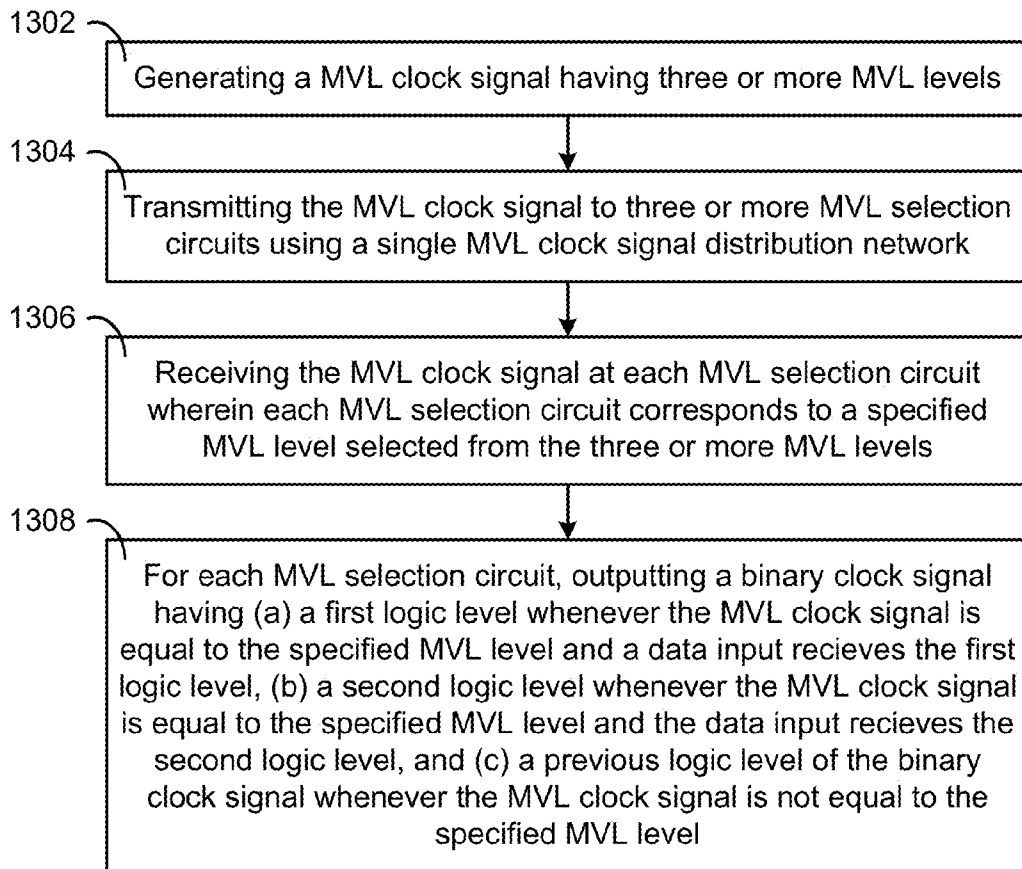 1302
Generating a MVL clock signal having three or more MVL levels
1304
Transmitting the MVL clock signal to three or more MVL selection
circuits using a single MVL clock signal distribution network
1306
Receiving the MVL clock signal at each MVL selection circuit
wherein each MVL selection circuit corresponds to a specified
MVL level selected from the three or more MVL levels
1308
For each MVL selection circuit, outputting a binary clock signal
having (a) a first logic level whenever the MVL clock signal is
equal to the specified MVL level and a data input recieves the first
logic level, (b) a second logic level whenever the MVL clock signal
is equal to the specified MVL level and the data input recieves the
second logic level, and (c) a previous logic level of the binary
clock signal whenever the MVL clock signal is not equal to the
specified MVL level